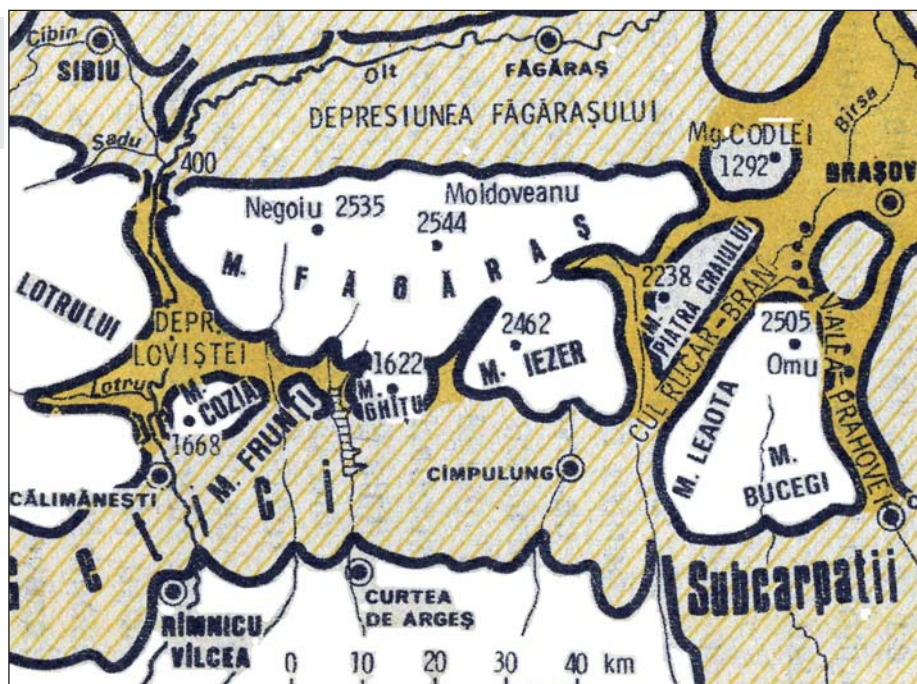 Cibin
SIBIU
Olt
FĂGĂRAȘ
DEPRESIUNEA FĂGĂRAȘULUI
Bîrsa
Sadu
400
Mg. CODLEI
1292
BRAȘOV
Negoiu 2535
Moldoveanu
2544
M. FĂGĂRAȘ
LOTRULUI
2238
M. PIATRA CRAIULUI
CUL. RUCĂR-BRAN
2462
M. IEZER
2505
Omu
VALEA-PRAHOVEI
DEPR.
LOVIȘTEI
Lotru
M.
COZIA
1668
1622
M.
GHIȚU
M. FRUNȚI
M. LEAOTA
M.
BUCEGI
CÎMPULUNG
CĂLIMĂNEȘTI
Subcarpatii
RÎMNICU
VÎLCEA
CURTEA
DE ARGEȘ
0 10 20 30 40 km